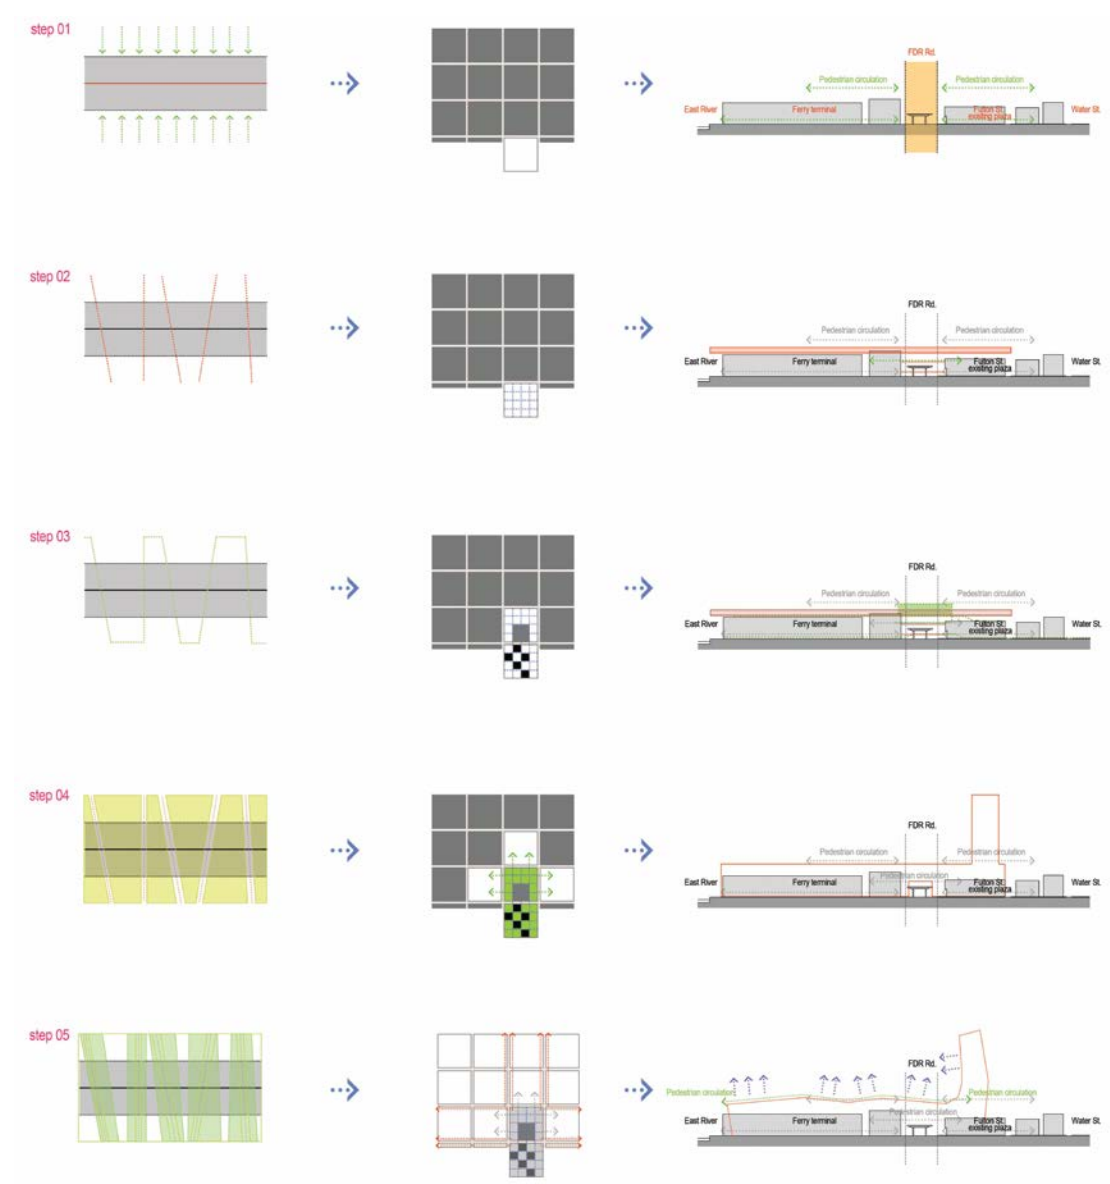 step 01
FDR Rd.
Pedestrian circulation
Pedestrian circulation
East River
Ferry terminal
Fulton St.
existing plaza
Water St.
step 02
FDR Rd.
Pedestrian circulation
Pedestrian circulation
East River
Ferry terminal
Fulton St.
existing plaza
Water St.
step 03
FDR Rd.
Pedestrian circulation
Pedestrian circulation
East River
Ferry terminal
Fulton St.
existing plaza
Water St.
step 04
FDR Rd.
Pedestrian circulation
Pedestrian circulation
Pedestrian circulation
East River
Ferry terminal
Fulton St.
existing plaza
Water St.
step 05
FDR Rd.
Pedestrian circulation
Pedestrian circulation
Pedestrian circulation
East River
Ferry terminal
Fulton St.
existing plaza
Water St.